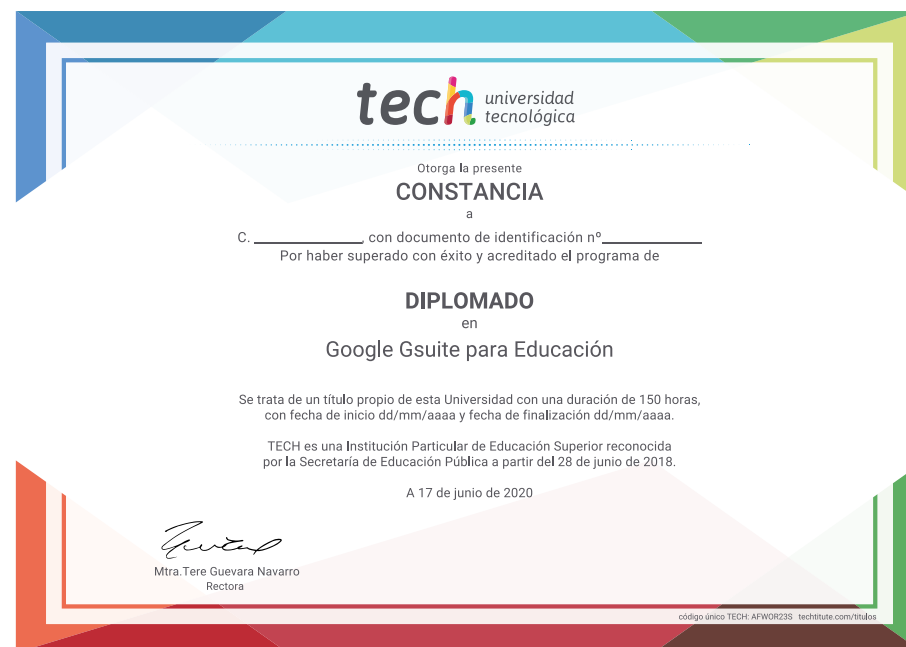 tech universidad
tecnológica
Otorga la presente
CONSTANCIA
a
C. ______________, con documento de identificación nº_____________
Por haber superado con éxito y acreditado el programa de
DIPLOMADO
en
Google Gsuite para Educación
Se trata de un título propio de esta Universidad con una duración de 150 horas,
con fecha de inicio dd/mm/aaaa y fecha de finalización dd/mm/aaaa.
TECH es una Institución Particular de Educación Superior reconocida
por la Secretaría de Educación Pública a partir del 28 de junio de 2018.
A 17 de junio de 2020
Mtra.Tere Guevara Navarro
Rectora
código único TECH: AFWOR23S techtitute.com/titulos